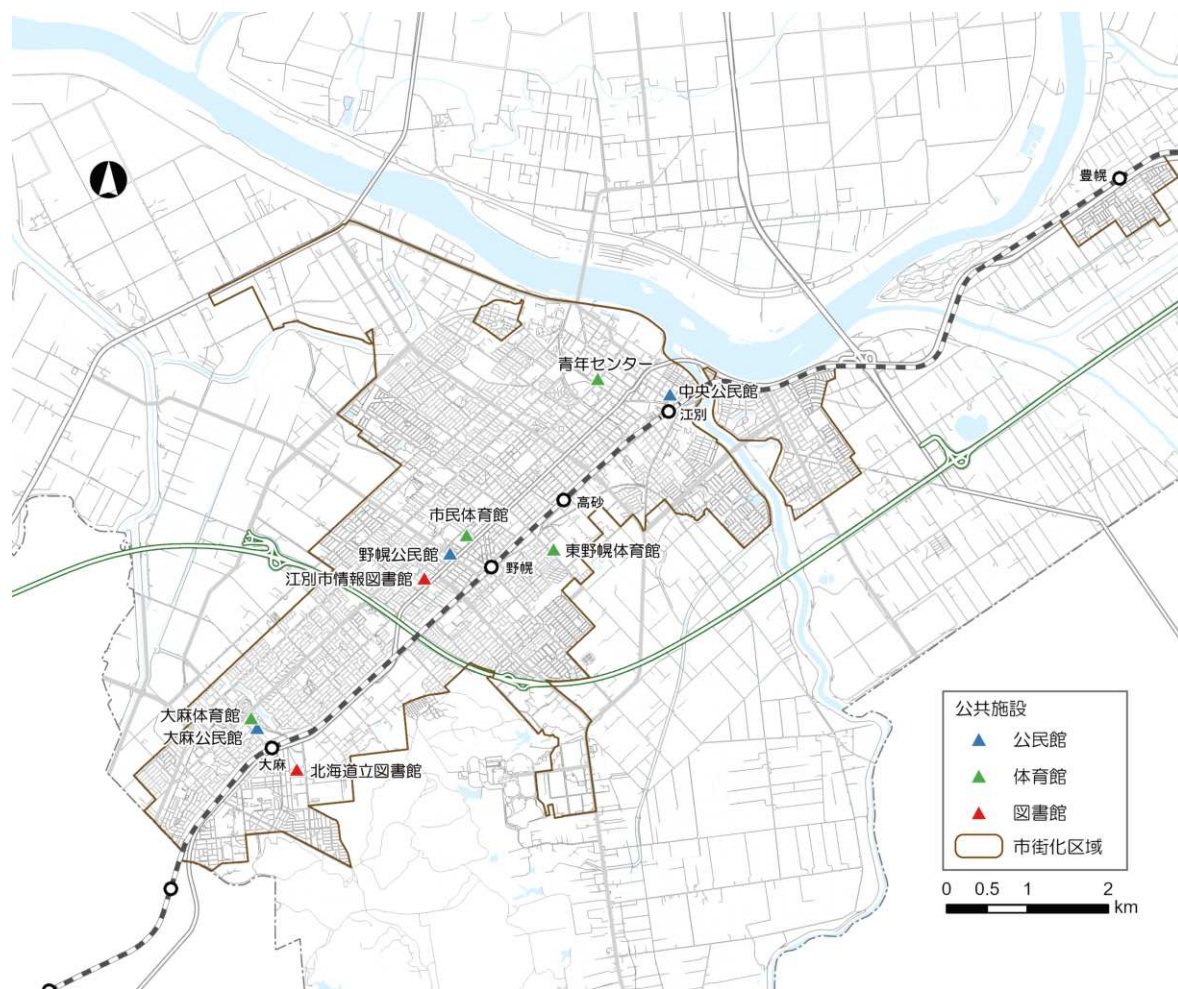 豊幌
青年センター
中央公民館
江別
高砂
市民体育館
野幌公民館
東野幌体育館
野幌
江別市情報図書館
大麻体育館
大麻公民館
大麻
北海道立図書館
公共施設
公民館
体育館
図書館
市街化区域
0 0.5 1 2
km